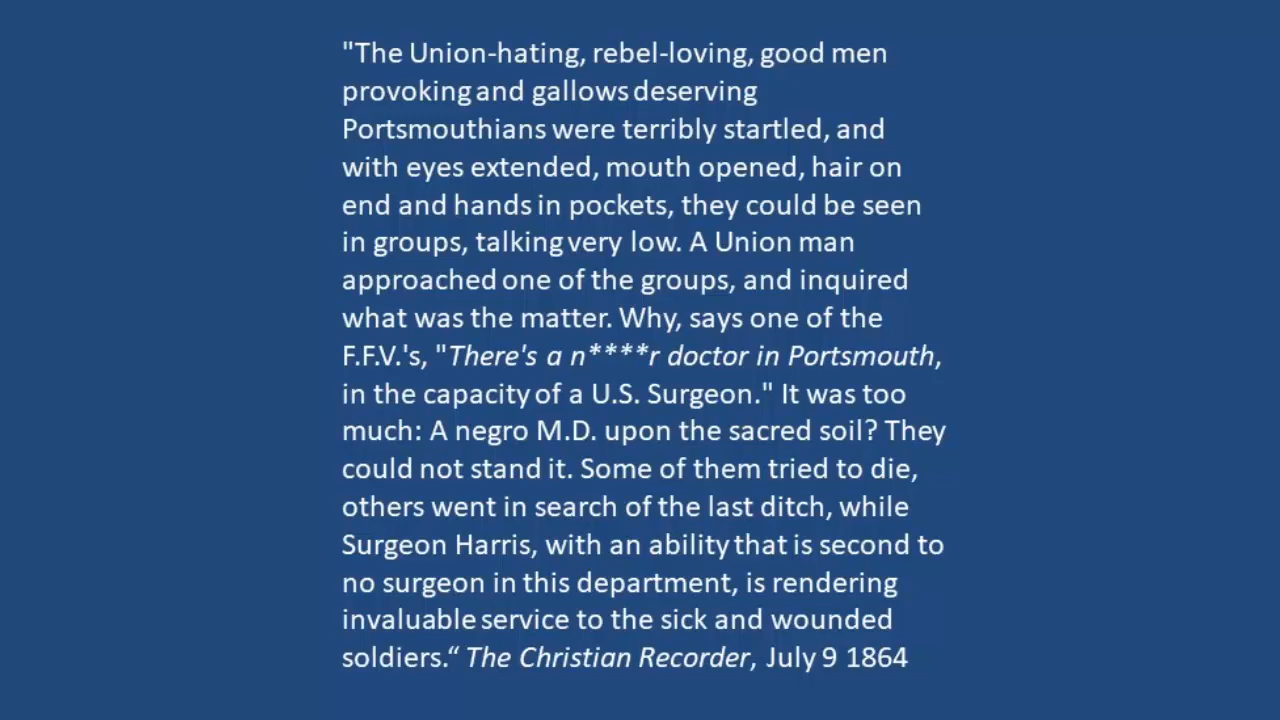 "The Union-hating, rebel-loving, good men
provoking and gallows deserving
Portsmouthians were terribly startled, and
with eyes extended, mouth opened, hair on
end and hands in pockets, they could be seen
in groups, talking very low. A Union man
approached one of the groups, and inquired
what was the matter. Why, says one of the
F.F.V.'s, "There's a n****r doctor in Portsmouth,
in the capacity of a U.S. Surgeon." It was too
much: A negro M.D. upon the sacred soil? They
could not stand it. Some of them tried to die,
others went in search of the last ditch, while
Surgeon Harris, with an ability that is second to
no surgeon in this department, is rendering
invaluable service to the sick and wounded
soldiers.“ The Christian Recorder, July 9 1864